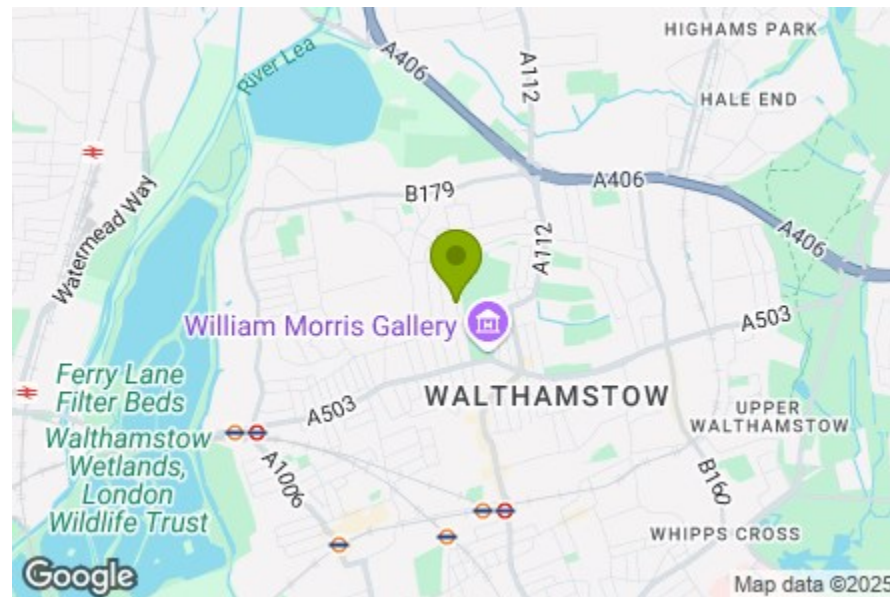 HIGHAMS PARK
River Lea
A406
A112
HALE END
B179
A406
Watermead Way
A112
A406
William Morris Gallery
A503
Ferry Lane
Filter Beds
WALTHAMSTOW
A503
UPPER
WALTHAMSTOW
Walthamstow
Wetlands,
London
Wildlife Trust
A1006
B160
WHIPPS CROSS
Google
Map data ©2025